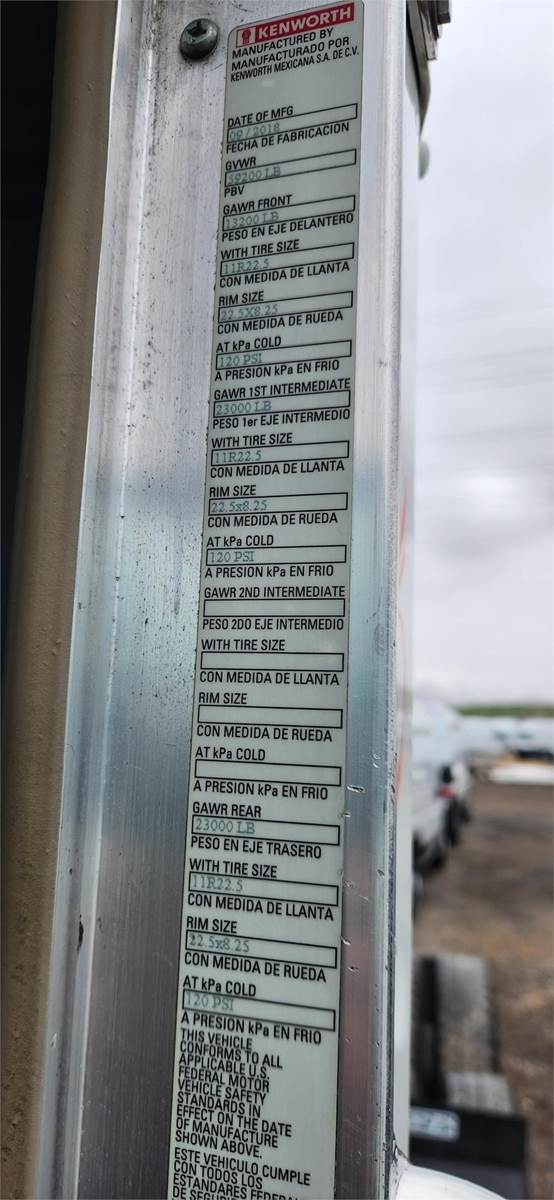 KENWORTH
MANUFACTURED BY
MANUFACTURADO POR
KENWORTH MEXICANA S.A. DE C.V.
DATE OF MFG
09/2018
FECHA DE FABRICACION
GVWR
59200 LB
PBV
GAWR FRONT
13200 LB
PESO EN EJE DELANTERO
WITH TIRE SIZE
11R22.5
CON MEDIDA DE LLANTA
RIM SIZE
22.5X8.25
CON MEDIDA DE RUEDA
AT kPa COLD
120 PSI
A PRESION kPa EN FRIO
GAWR 1ST INTERMEDIATE
23000 LB
PESO 1er EJE INTERMEDIO
WITH TIRE SIZE
11R22.5
CON MEDIDA DE LLANTA
RIM SIZE
22.5x8.25
CON MEDIDA DE RUEDA
AT kPa COLD
120 PSI
A PRESION kPa EN FRIO
GAWR 2ND INTERMEDIATE
PESO 2DO EJE INTERMEDIO
WITH TIRE SIZE
CON MEDIDA DE LLANTA
RIM SIZE
CON MEDIDA DE RUEDA
AT kPa COLD
A PRESION kPa EN FRIO
GAWR REAR
23000 LB
PESO EN EJE TRASERO
WITH TIRE SIZE
11R22.5
CON MEDIDA DE LLANTA
RIM SIZE
22.5x8.25
CON MEDIDA DE RUEDA
AT kPa COLD
120 PSI
A PRESION kPa EN FRIO
THIS VEHICLE
CONFORMS TO ALL
APPLICABLE U.S.
FEDERAL MOTOR
VEHICLE SAFETY
STANDARDS IN
EFFECT ON THE DATE
OF MANUFACTURE
SHOWN ABOVE.
ESTE VEHICULO CUMPLE
CON TODOS LOS
ESTANDARES FEDERA
DE